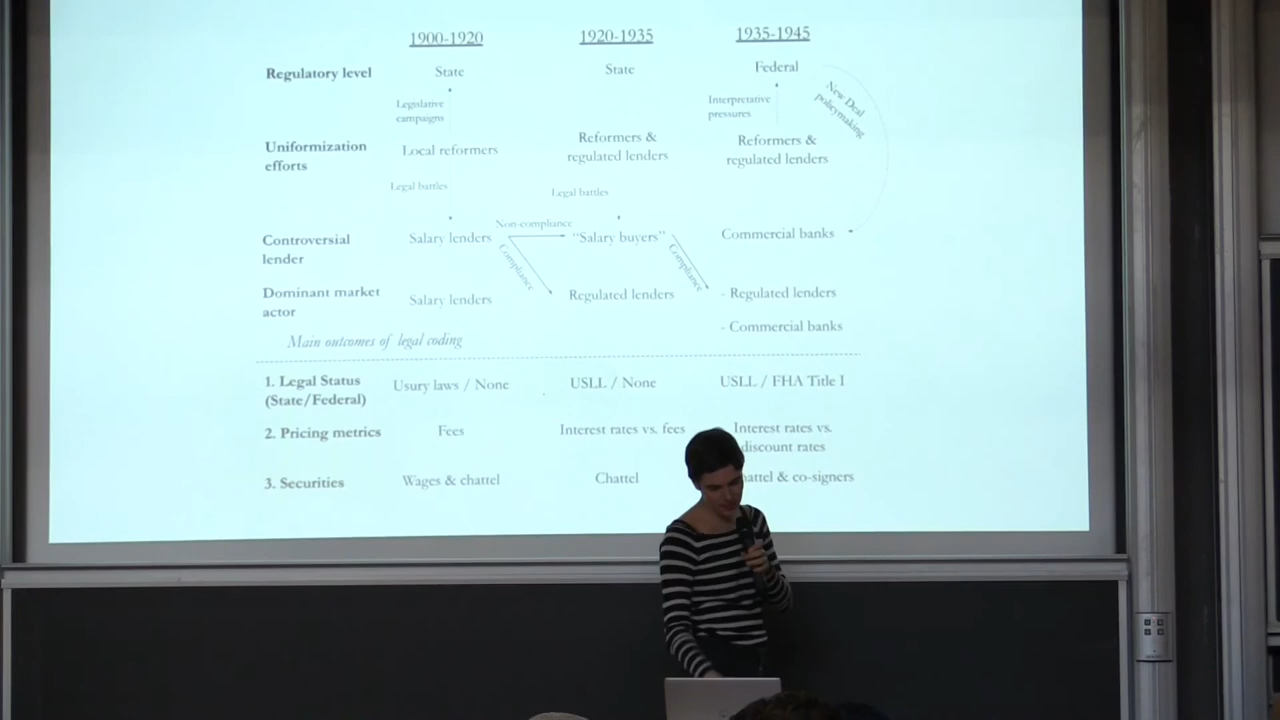 1900-1920 1920-1935 1935-1945
Regulatory level State State Federal
New Deal
policymaking
Legislative
campaigns
Interpretative
pressures
Uniformization
efforts
Local reformers
Reformers &
regulated lenders
Reformers &
regulated lenders
Legal battles
Legal battles
Non-compliance
Controversial
lender
Salary lenders
"Salary buyers"
Commercial banks
Compliance
Compliance
Dominant market
actor
Salary lenders
Regulated lenders
- Regulated lenders
- Commercial banks
Main outcomes of legal coding
1. Legal Status
(State/Federal)
Usury laws / None
USLL / None
USLL / FHA Title I
2. Pricing metrics
Fees
Interest rates vs. fees
Interest rates vs.
discount rates
3. Securities
Wages & chattel
Chattel
& co-signers